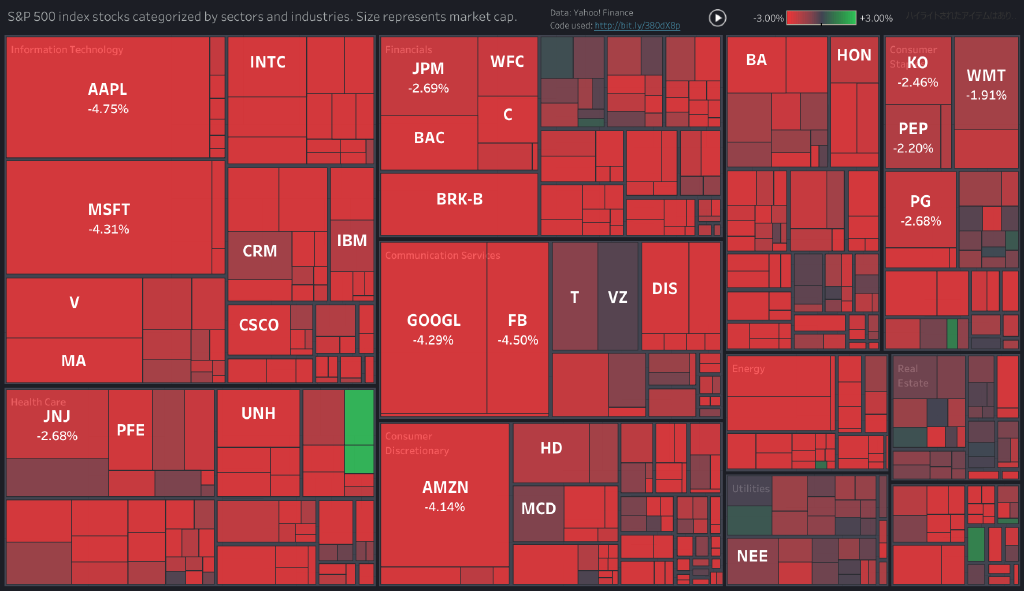 S&P 500 index stocks categorized by sectors and industries. Size represents market cap.
Data: Yahoo! Finance
Code used: http://bit.ly/380dX8p
-3.00%
+3.00%
Information Technology
AAPL
-4.75%
INTC
MSFT
-4.31%
CRM
IBM
V
MA
CSCO
Financials
JPM
-2.69%
WFC
BAC
C
BRK-B
Communication Services
GOOGL
-4.29%
FB
-4.50%
T
VZ
DIS
BA
HON
Consumer
KO
-2.46%
WMT
-1.91%
PEP
-2.20%
PG
-2.68%
Health Care
JNJ
-2.68%
PFE
UNH
Consumer
Discretionary
AMZN
-4.14%
HD
MCD
Energy
Real
Estate
Utilities
NEE